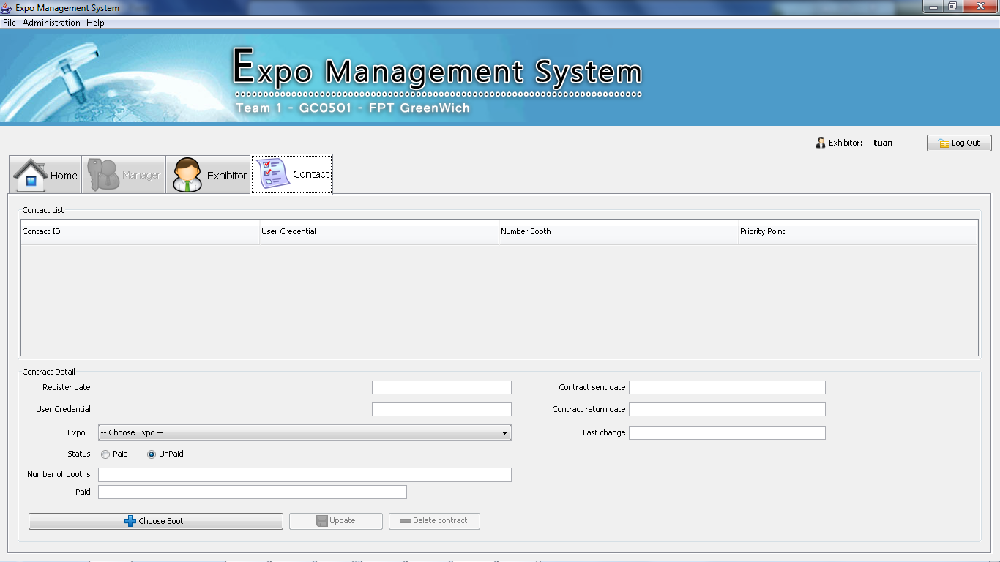 Expo Management System
File Administration Help
Expo Management System
Team 1 - GC0501 - FPT GreenWich
Exhibitor: tuan Log Out
Home Manager Exhibitor Contact
Contact List
Contact ID User Credential Number Booth Priority Point
Contract Detail
Register date Contract sent date
User Credential Contract return date
Expo -- Choose Expo -- Last change
Status Paid UnPaid
Number of booths
Paid
Choose Booth Update Delete contract